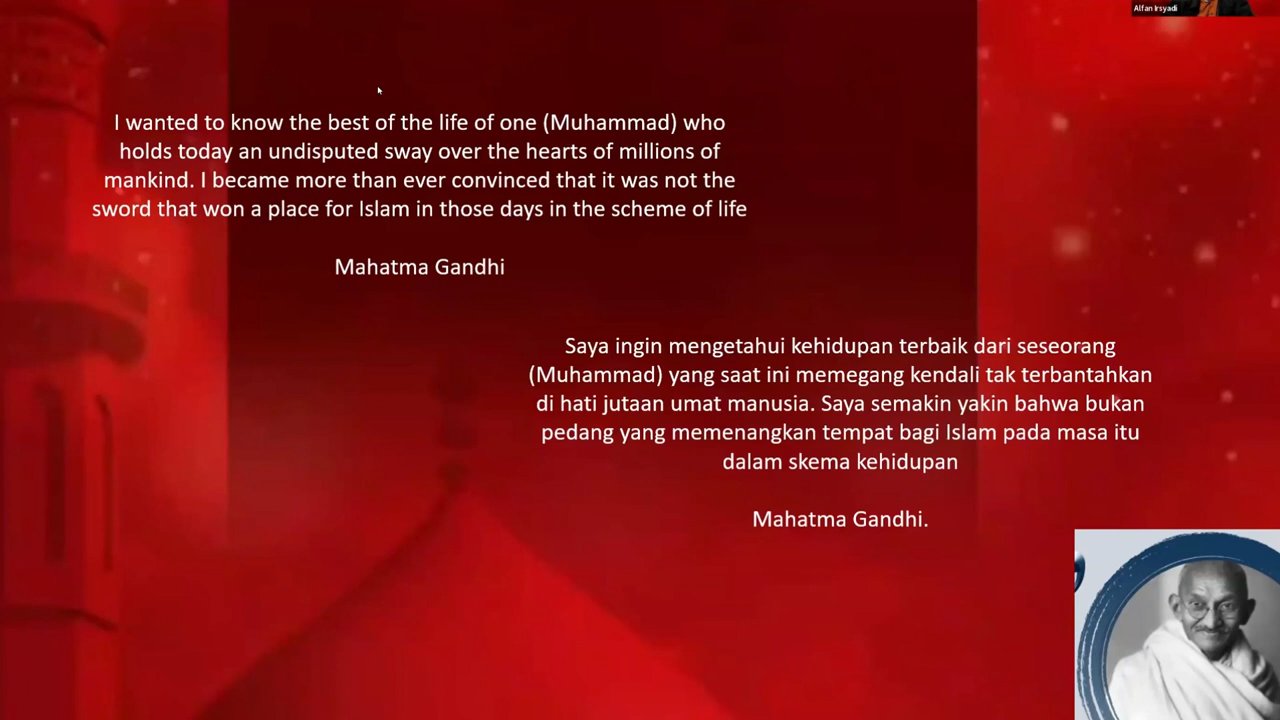 Alfan Irsyadi
I wanted to know the best of the life of one (Muhammad) who
holds today an undisputed sway over the hearts of millions of
mankind. I became more than ever convinced that it was not the
sword that won a place for Islam in those days in the scheme of life
Mahatma Gandhi
Saya ingin mengetahui kehidupan terbaik dari seseorang
(Muhammad) yang saat ini memegang kendali tak terbantahkan
di hati jutaan umat manusia. Saya semakin yakin bahwa bukan
pedang yang memenangkan tempat bagi Islam pada masa itu
dalam skema kehidupan
Mahatma Gandhi.